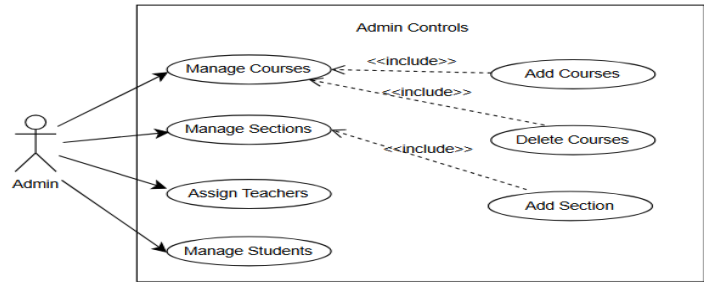 Admin Controls
Manage Courses
<<include>>
Add Courses
<<include>>
Manage Sections
Delete Courses
<<include>>
Admin
Assign Teachers
Add Section
Manage Students